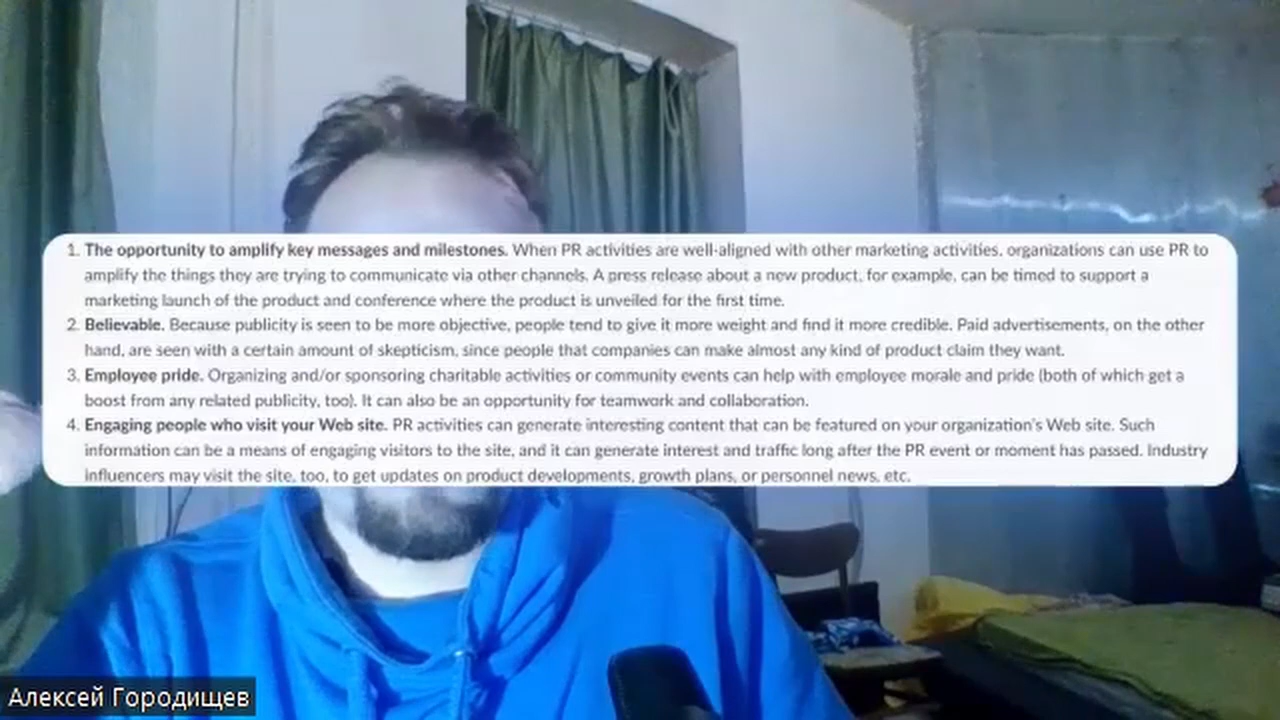 1. The opportunity to amplify key messages and milestones. When PR activities are well-aligned with other marketing activities, organizations can use PR to
amplify the things they are trying to communicate via other channels. A press release about a new product, for example, can be timed to support a
marketing launch of the product and conference where the product is unveiled for the first time.
2. Believable. Because publicity is seen to be more objective, people tend to give it more weight and find it more credible. Paid advertisements, on the other
hand, are seen with a certain amount of skepticism, since people that companies can make almost any kind of product claim they want.
3. Employee pride. Organizing and/or sponsoring charitable activities or community events can help with employee morale and pride (both of which get a
boost from any related publicity, too). It can also be an opportunity for teamwork and collaboration.
4. Engaging people who visit your Web site. PR activities can generate interesting content that can be featured on your organization's Web site. Such
information can be a means of engaging visitors to the site, and it can generate interest and traffic long after the PR event or moment has passed. Industry
influencers may visit the site, too, to get updates on product developments, growth plans, or personnel news, etc.
Алексей Городищев